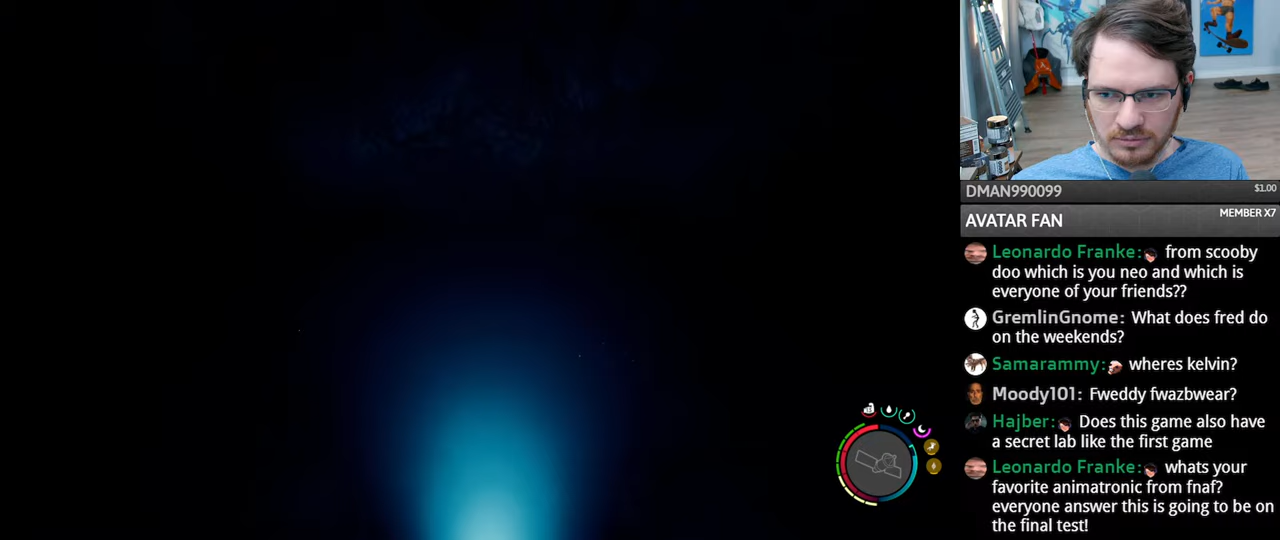 DMAN990099
$1.00
AVATAR FAN
MEMBER X7
Leonardo Franke: from scooby
doo which is you neo and which is
everyone of your friends??
GremlinGnome: What does fred do
on the weekends?
Samarammy: wheres kelvin?
Moody101: Fweddy fwazbwear?
Hajber: Does this game also have
a secret lab like the first game
Leonardo Franke: whats your
favorite animatronic from fnaf?
everyone answer this is going to be on
the final test!